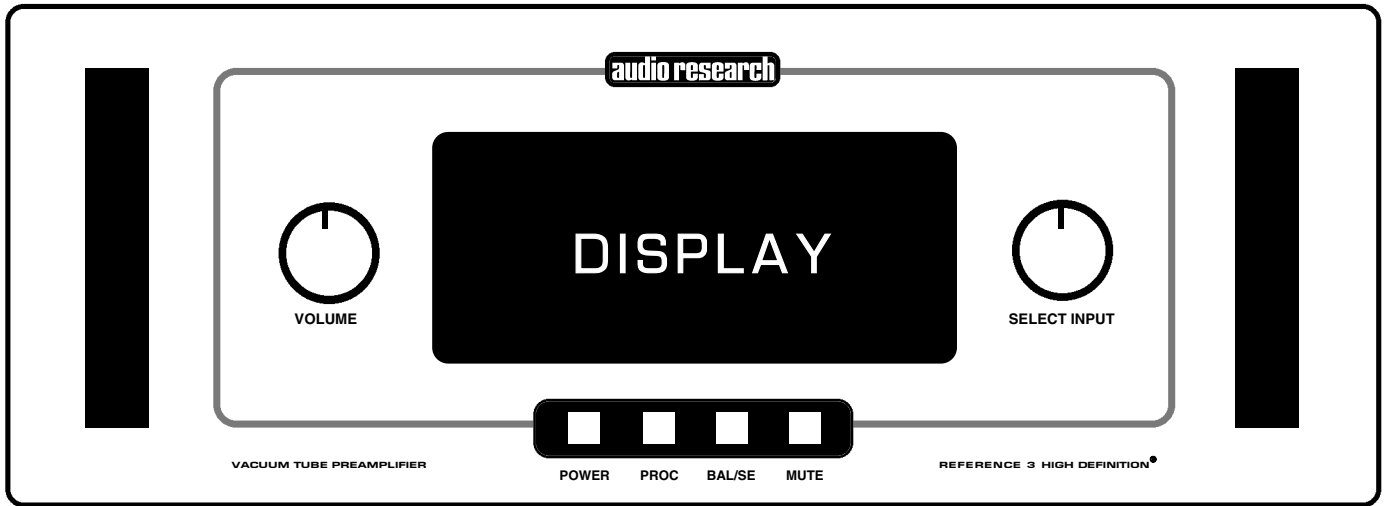 audio research
DISPLAY
VOLUME
SELECT INPUT
VACUUM TUBE PREAMPLIFIER
POWER PROC BAL/SE MUTE
REFERENCE 3 HIGH DEFINITION